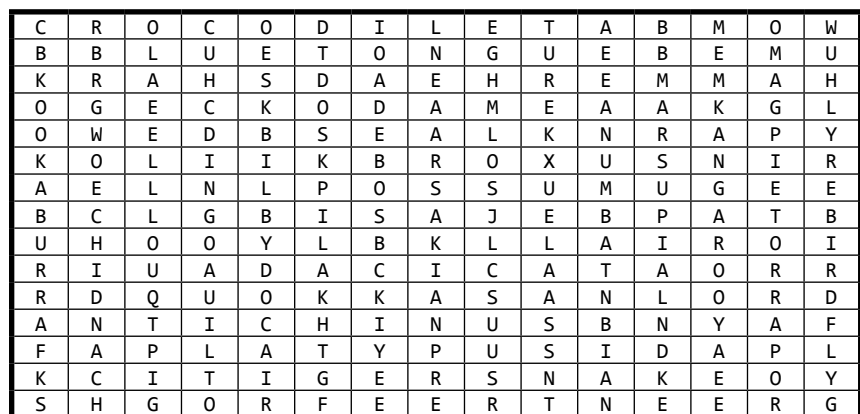 C R O C O D I L E T A B M O W
B B L U E T O N G U E B E M U
K R A H S D A E H R E M M A H
O G E C K O D A M E A A K G L
O W E D B S E A L K N R A P Y
K O L I I K B R O X U S N I R
A E L N L P O S S U M U G E E
B C L G B I S A J E B P A T B
U H O O Y L B K L L A I R O I
R I U A D A C I C A T A O R R
R D Q U O K K A S A N L O R D
A N T I C H I N U S B N Y A F
F A P L A T Y P U S I D A P L
K C I T I G E R S N A K E O Y
S H G O R F E E R T N E E R G